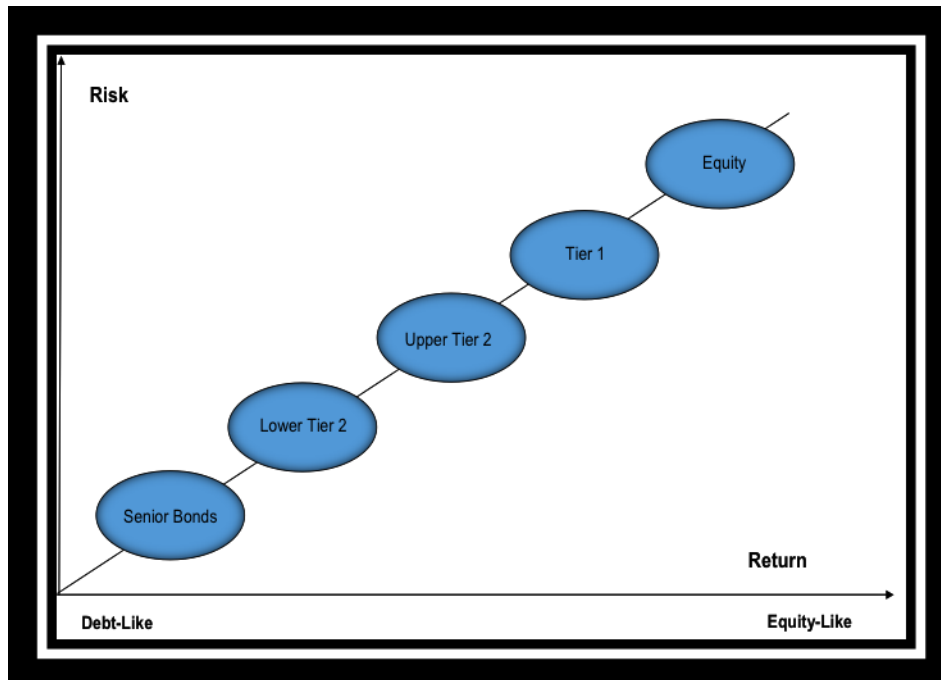 Risk
Equity
Tier 1
Upper Tier 2
Lower Tier 2
Senior Bonds
Return
Debt-Like
Equity-Like